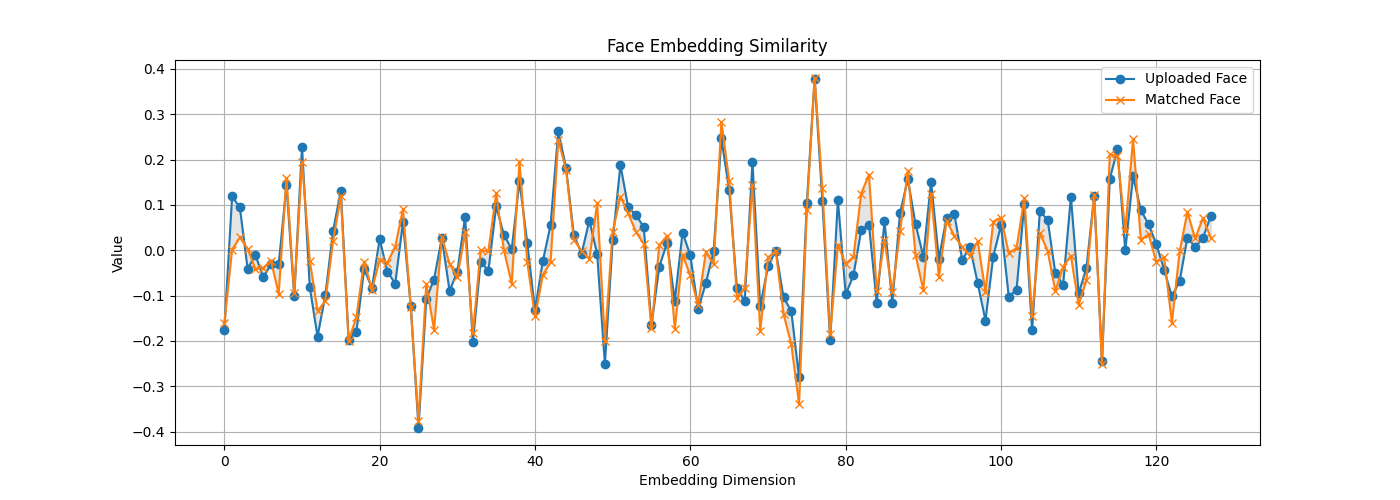 Face Embedding Similarity
Uploaded Face
Matched Face
Value
0.4
0.3
0.2
0.1
0.0
−0.1
−0.2
−0.3
−0.4
0 20 40 60 80 100 120
Embedding Dimension